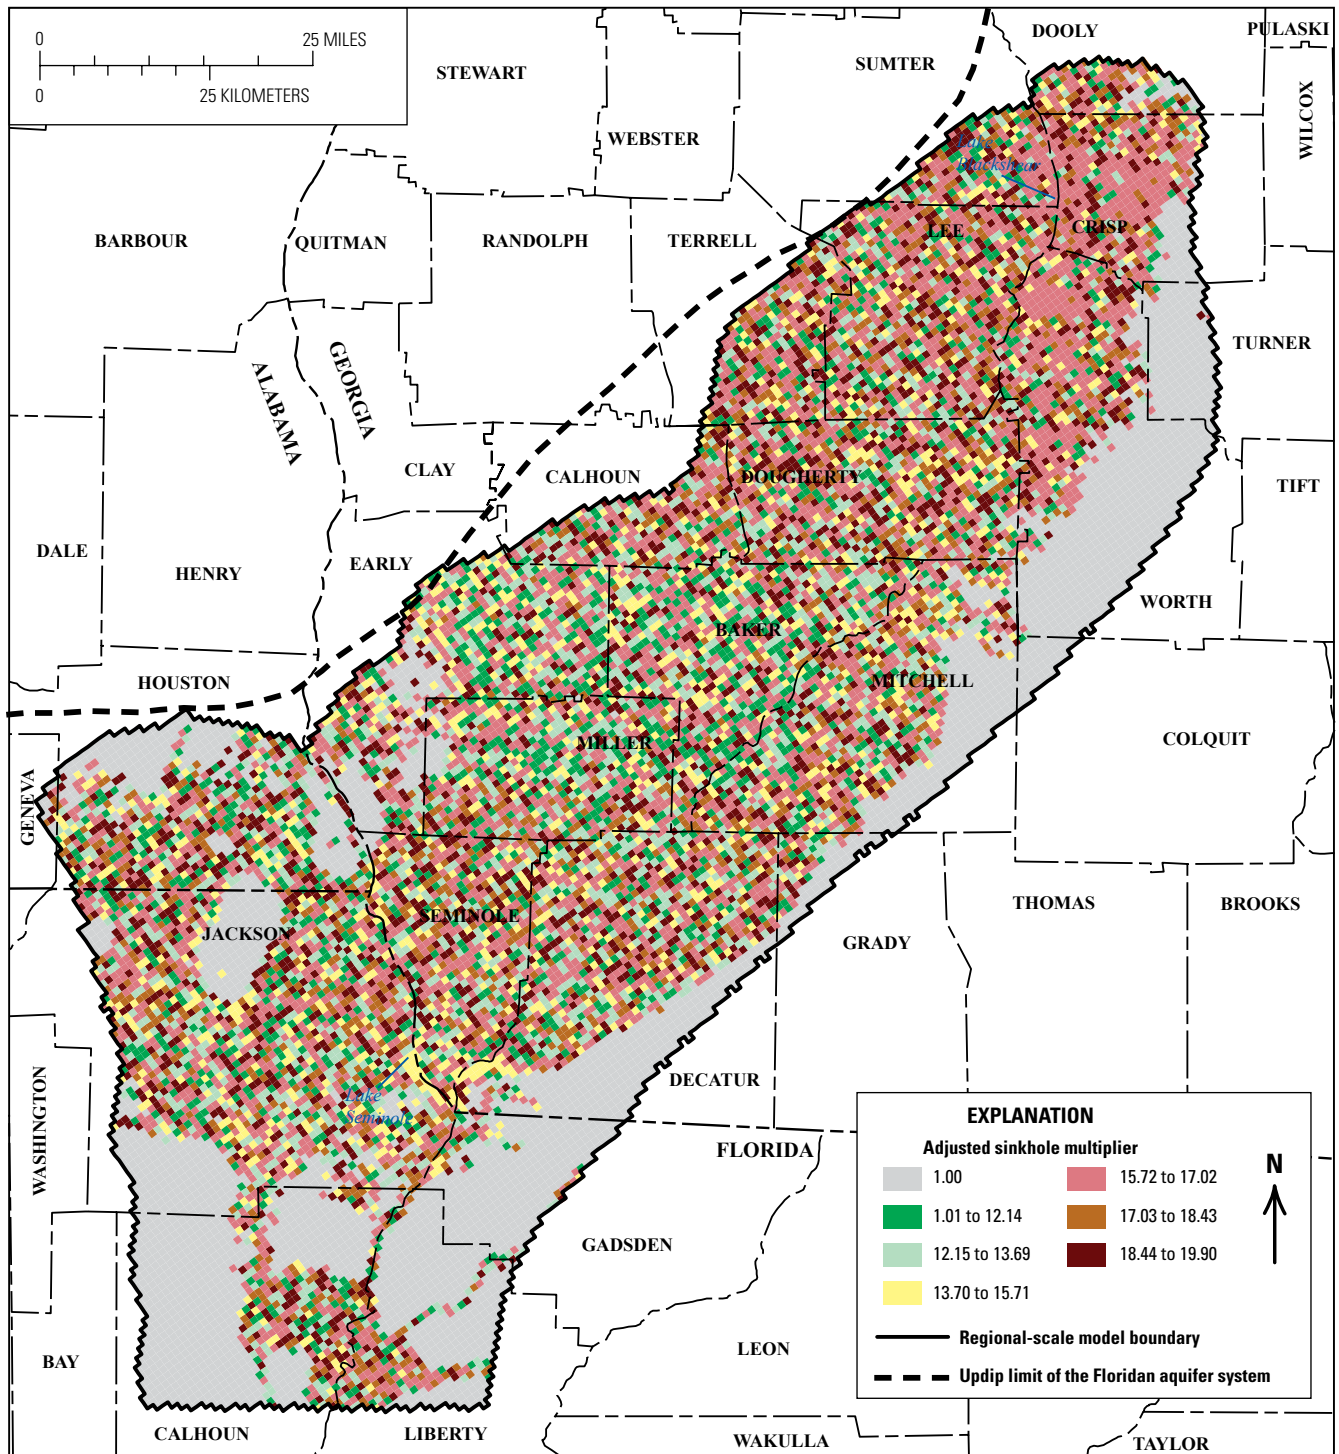 0
25 MILES
0
25 KILOMETERS
STEWART
SUMTER
DOOLY
PULASKI
WEBSTER
WILCOX
Lake
Blackshear
BARBOUR
QUITMAN
RANDOLPH
TERRELL
LEE
CRISP
ALABAMA
GEORGIA
TURNER
CLAY
CALHOUN
DOUGHERTY
TIFT
DALE
HENRY
EARLY
WORTH
BAKER
HOUSTON
MITCHELL
MILLER
COLQUIT
GENEVA
SEMINOLE
JACKSON
GRADY
THOMAS
BROOKS
WASHINGTON
Lake
Seminole
DECATUR
FLORIDA
GADSDEN
BAY
LEON
CALHOUN
LIBERTY
WAKULLA
TAYLOR
EXPLANATION
Adjusted sinkhole multiplier
1.00
1.01 to 12.14
12.15 to 13.69
13.70 to 15.71
15.72 to 17.02
17.03 to 18.43
18.44 to 19.90
N
Regional-scale model boundary
Updip limit of the Floridan aquifer system